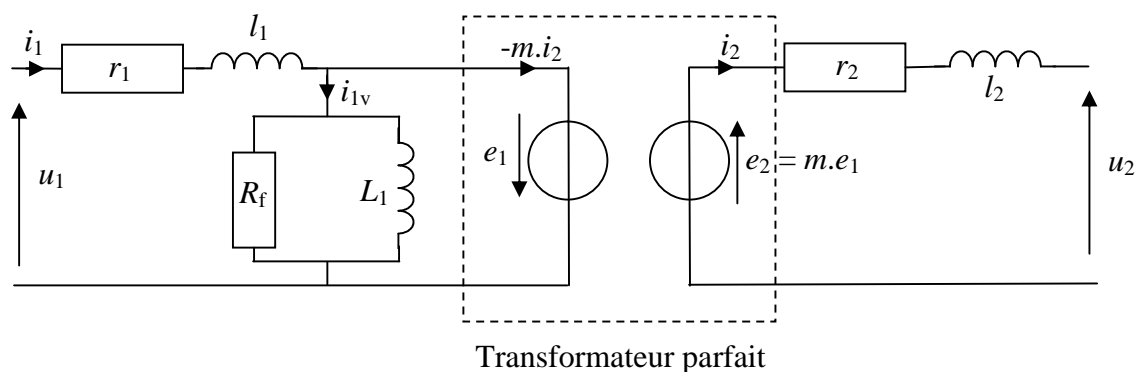 l1
i1
r1
-m.i2
i2
r2
l2
i1v
u1
Rf
L1
e1
e2 = m.e1
u2
Transformateur parfait